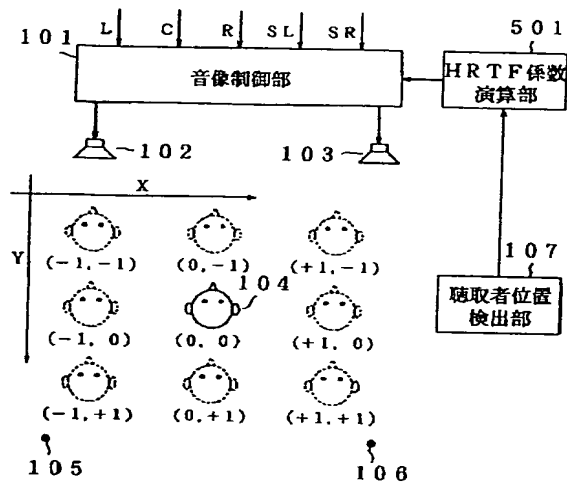 L C R SL SR
101
501
音像制御部
HRTF係数
演算部
102
103
X
Y
107
(-1,-1) (0,-1) (+1,-1)
104
聴取者位置
検出部
(-1, 0) (0, 0) (+1, 0)
(-1,+1) (0,+1) (+1,+1)
105
106